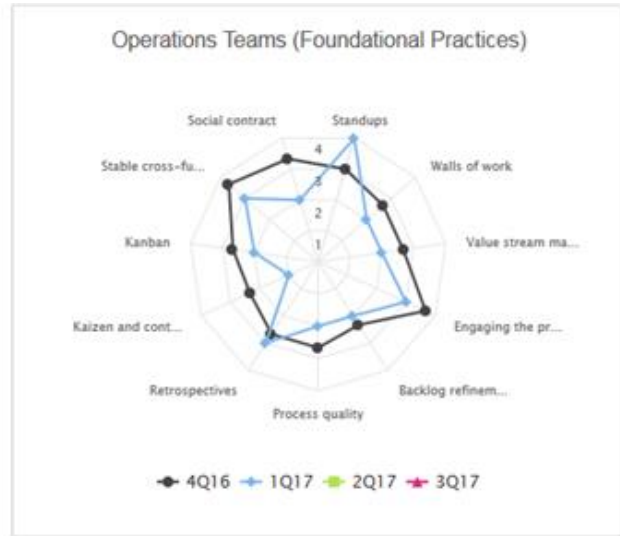 Operations Teams (Foundational Practices)
Social contract
Standups
Stable cross-fu...
Walls of work
Kanban
Value stream ma...
Kaizen and cont...
Engaging the pr...
Retrospectives
Backlog refinem...
Process quality
4
3
2
1
4Q16 1Q17 2Q17 3Q17